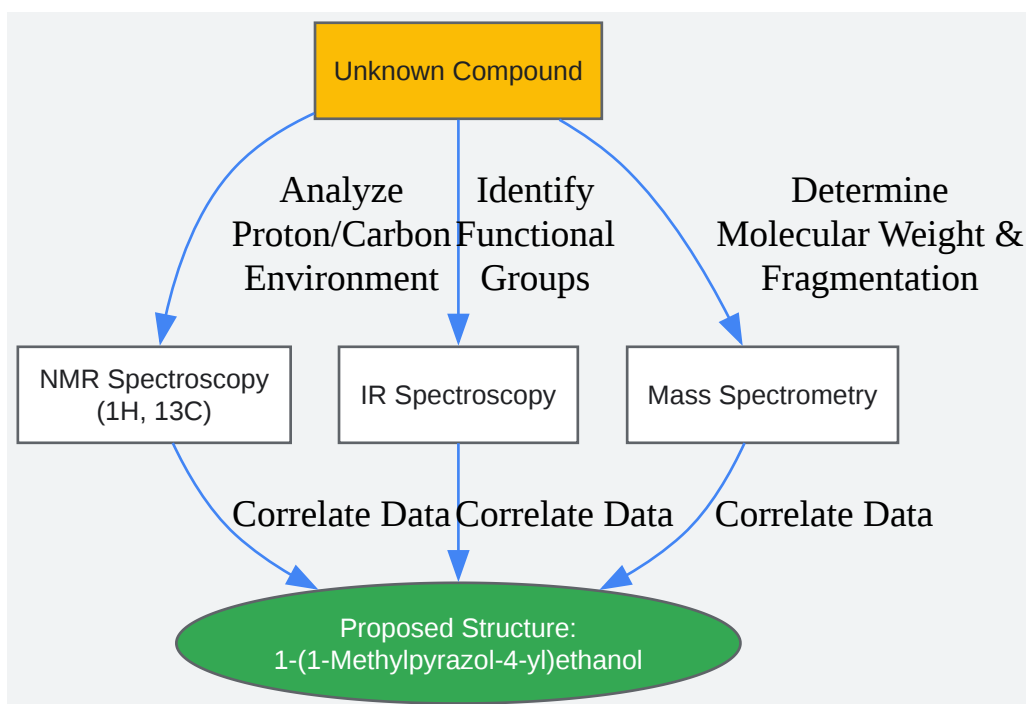 Unknown Compound
Analyze
Proton/Carbon
Environment
Identify
Functional
Groups
Determine
Molecular Weight &
Fragmentation
NMR Spectroscopy
(1H, 13C)
IR Spectroscopy
Mass Spectrometry
Correlate Data
Correlate Data
Correlate Data
Proposed Structure:
1-(1-Methylpyrazol-4-yl)ethanol